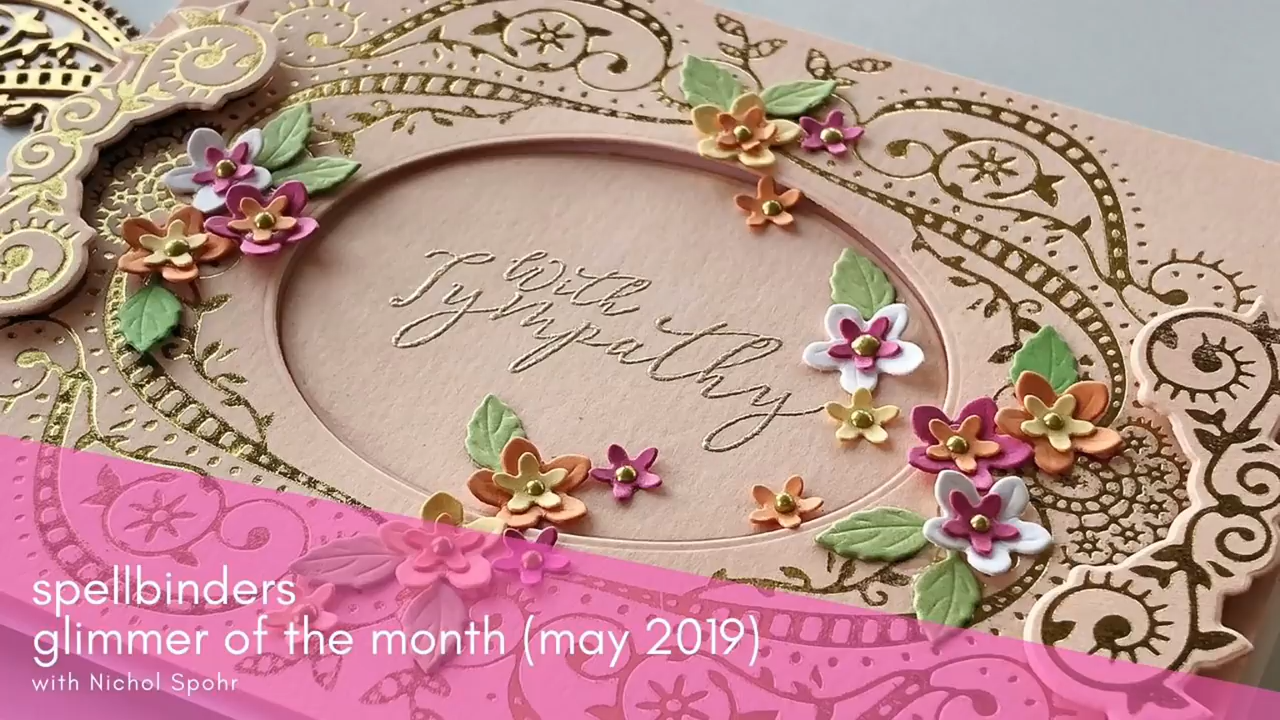 With
Sympathy
spellbinders
glimmer of the month (may 2019)
with Nichol Spohr